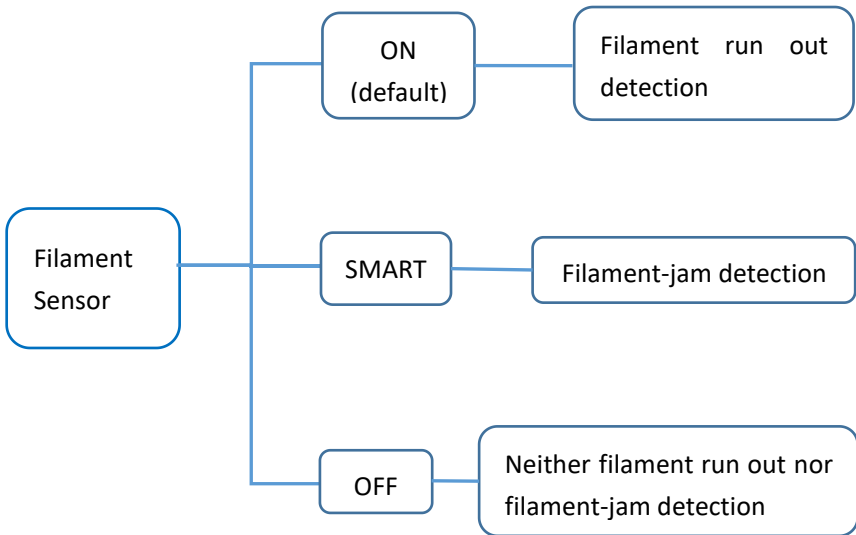 ON
(default)
Filament run out
detection
Filament
Sensor
SMART
Filament-jam detection
OFF
Neither filament run out nor
filament-jam detection